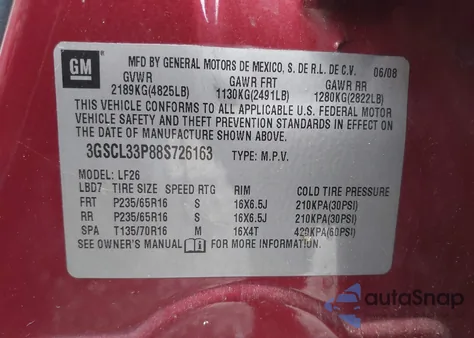 GM
MFD BY GENERAL MOTORS DE MEXICO, S. DE R.L. DE C.V. 06/08
GVWR GAWR FRT GAWR RR
2189KG(4825LB) 1130KG(2491LB) 1280KG(2822LB)
THIS VEHICLE CONFORMS TO ALL APPLICABLE U.S. FEDERAL MOTOR
VEHICLE SAFETY AND THEFT PREVENTION STANDARDS IN EFFECT ON
THE DATE OF MANUFACTURE SHOWN ABOVE.
3GSCL33P88S726163 TYPE: M.P.V.
MODEL: LF26
LBD7 TIRE SIZE SPEED RTG RIM COLD TIRE PRESSURE
FRT P235/65R16 S 16X6.5J 210KPA(30PSI)
RR P235/65R16 S 16X6.5J 210KPA(30PSI)
SPA T135/70R16 M 16X4T 420KPA(60PSI)
SEE OWNER'S MANUAL FOR MORE INFORMATION.
autoSnap